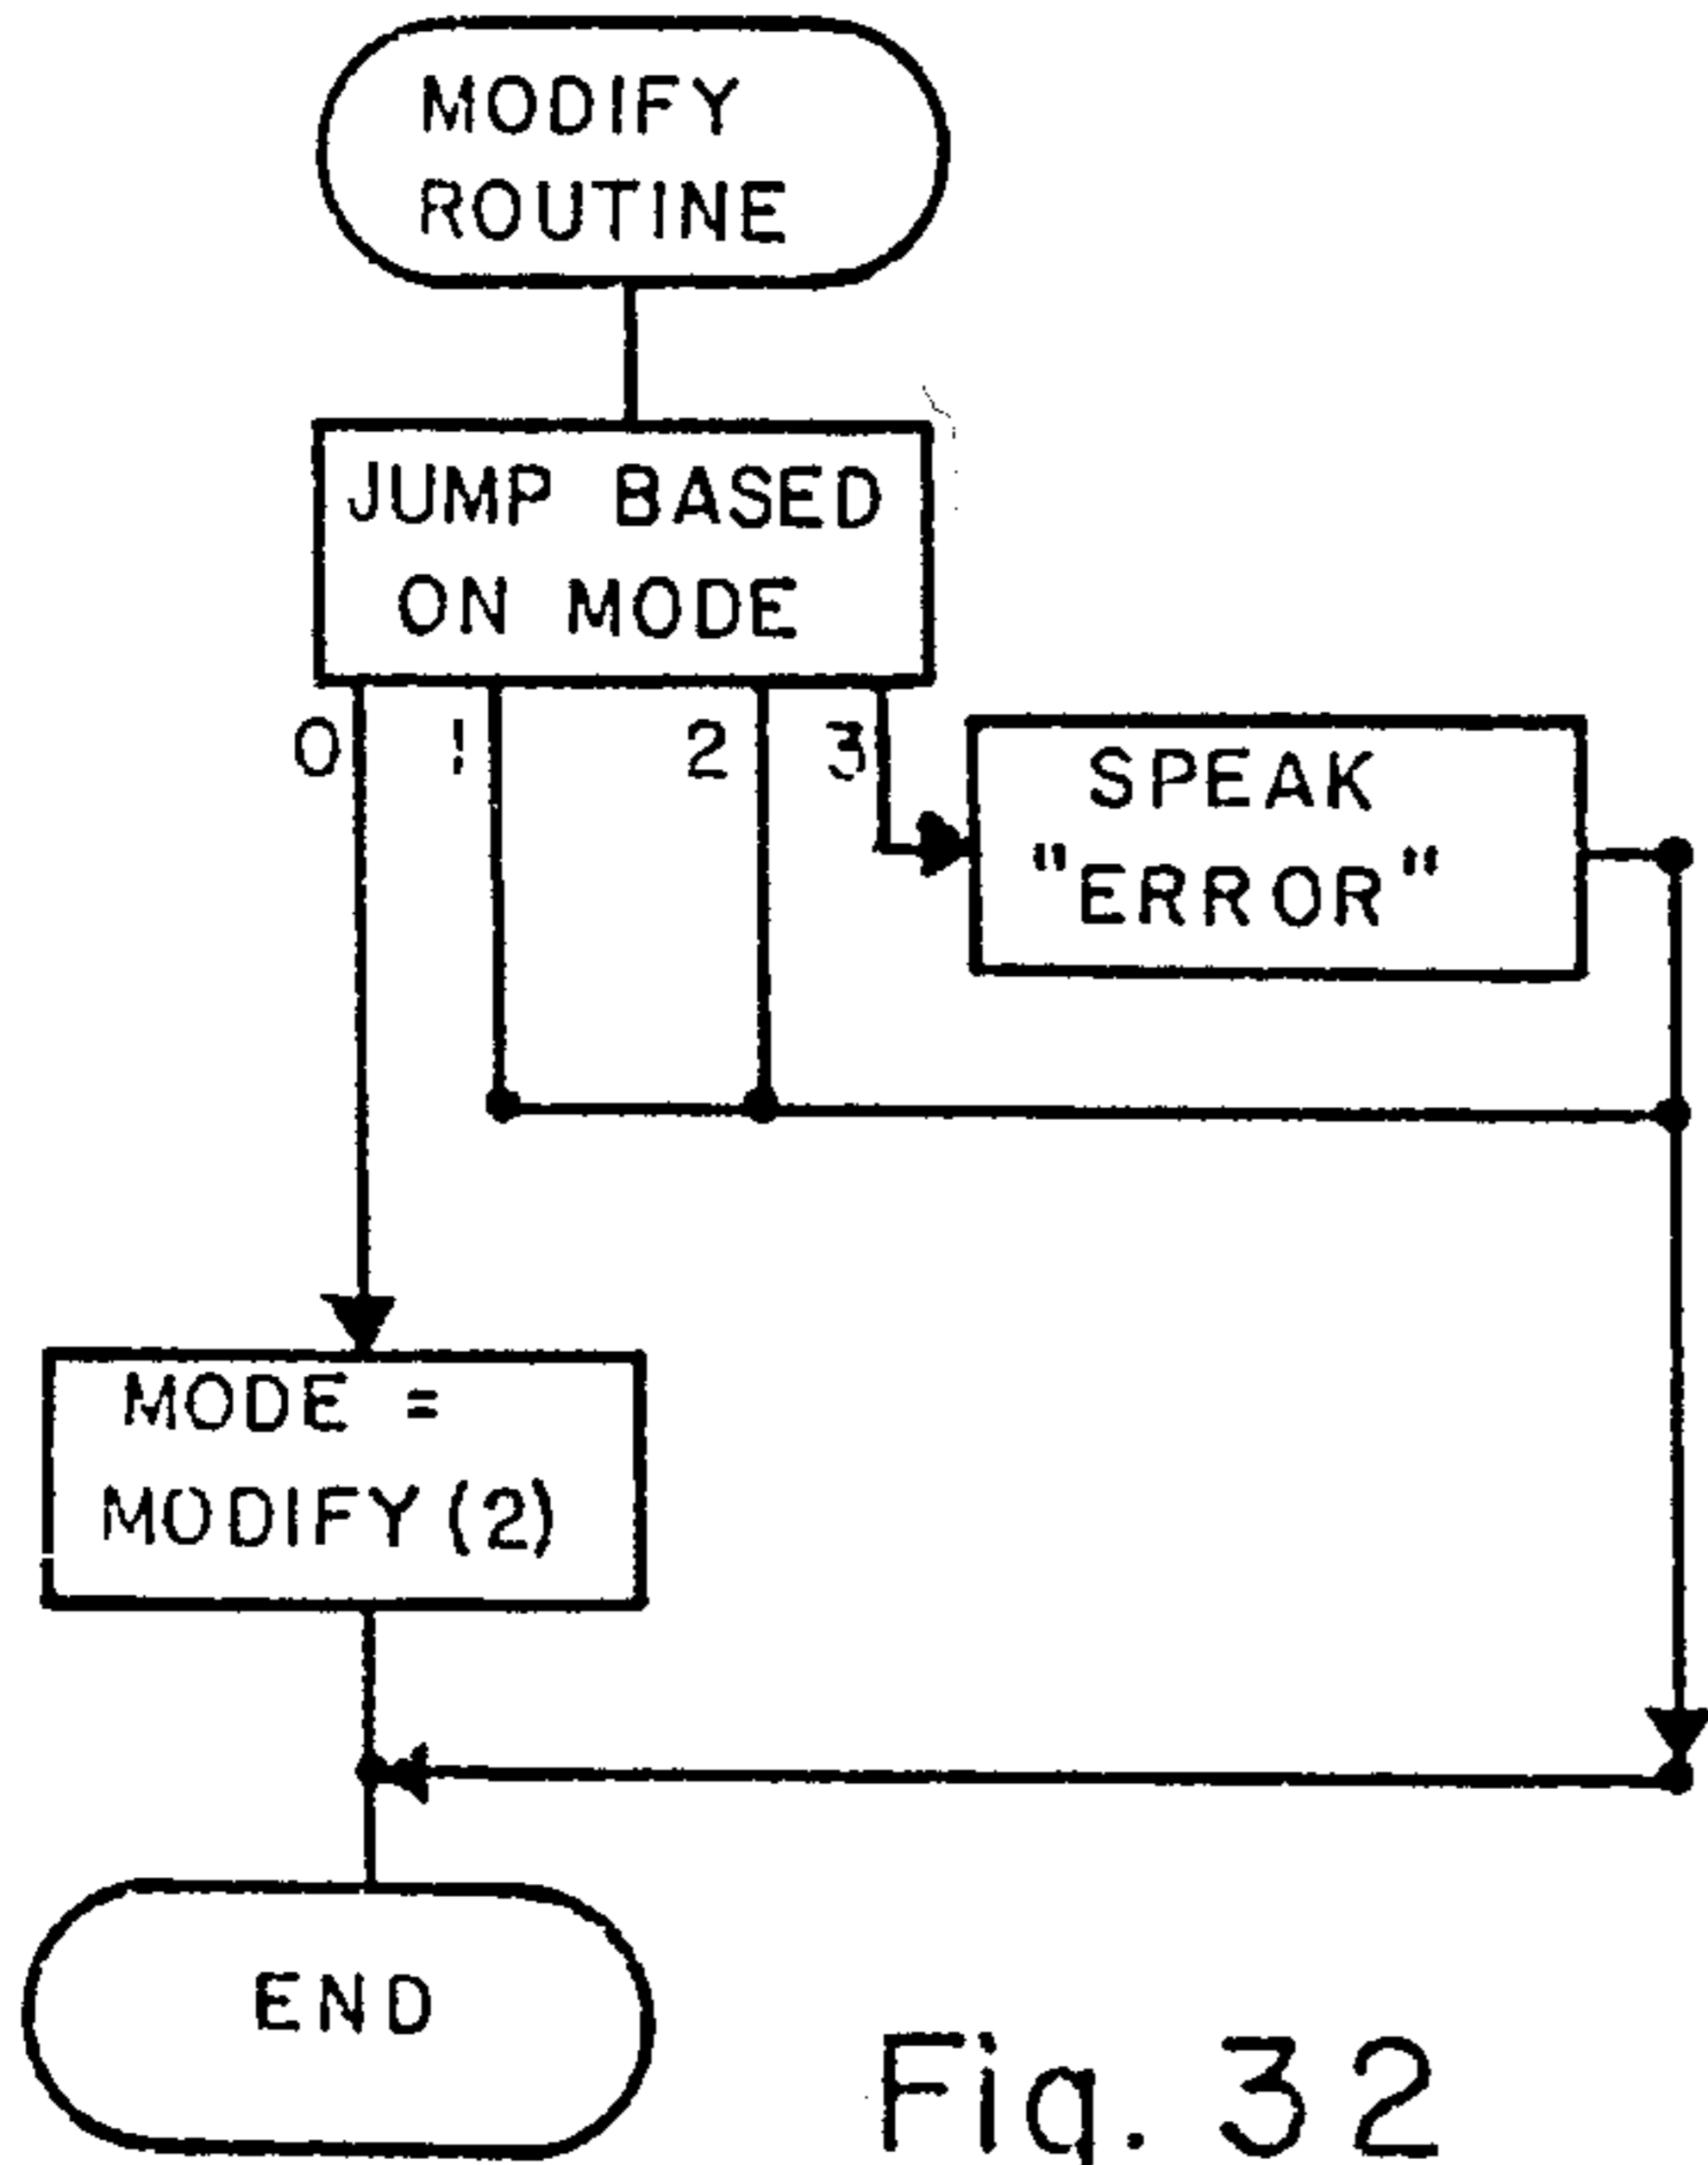 MODIFY
ROUTINE
JUMP BASED
ON MODE
0 1 2 3
SPEAK
"ERROR"
MODE =
MODIFY (2)
END
Fig. 32